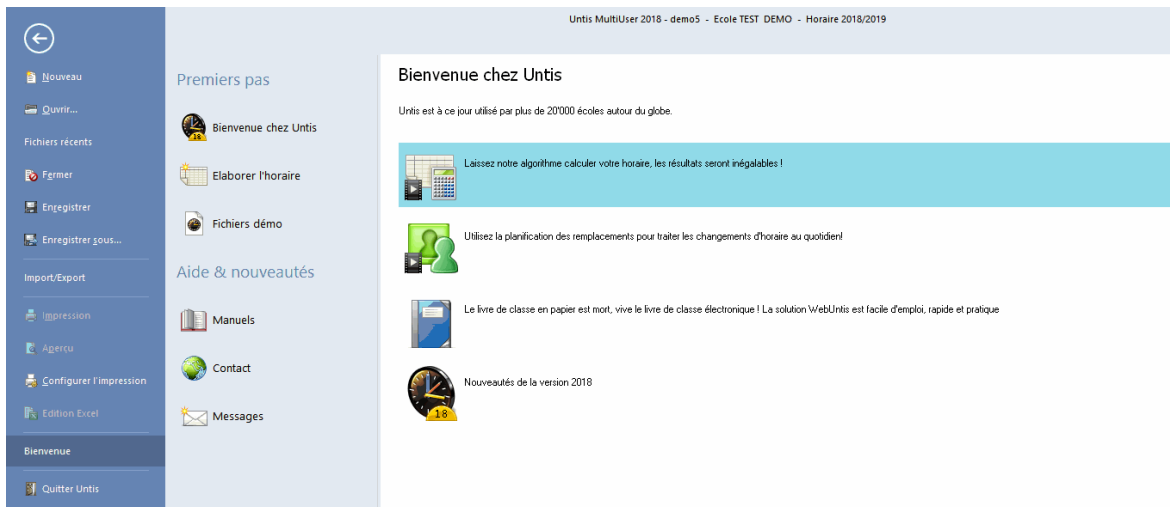 Untis MultiUser 2018 - demo5 - Ecole TEST DEMO - Horaire 2018/2019
Nouveau
Ouvrir...
Fichiers récents
Fermer
Enregistrer
Enregistrer sous...
Import/Export
Impression
Aperçu
Configurer l'impression
Edition Excel
Bienvenue
Quitter Untis
Premiers pas
18
Bienvenue chez Untis
Elaborer l'horaire
Fichiers démo
Aide & nouveautés
Manuels
Contact
Messages
Bienvenue chez Untis
Untis est à ce jour utilisé par plus de 20'000 écoles autour du globe.
Laissez notre algorithme calculer votre horaire, les résultats seront inégalables !
Utilisez la planification des remplacements pour traiter les changements d'horaire au quotidien!
Le livre de classe en papier est mort, vive le livre de classe électronique ! La solution WebUntis est facile d'emploi, rapide et pratique
Nouveautés de la version 2018
18